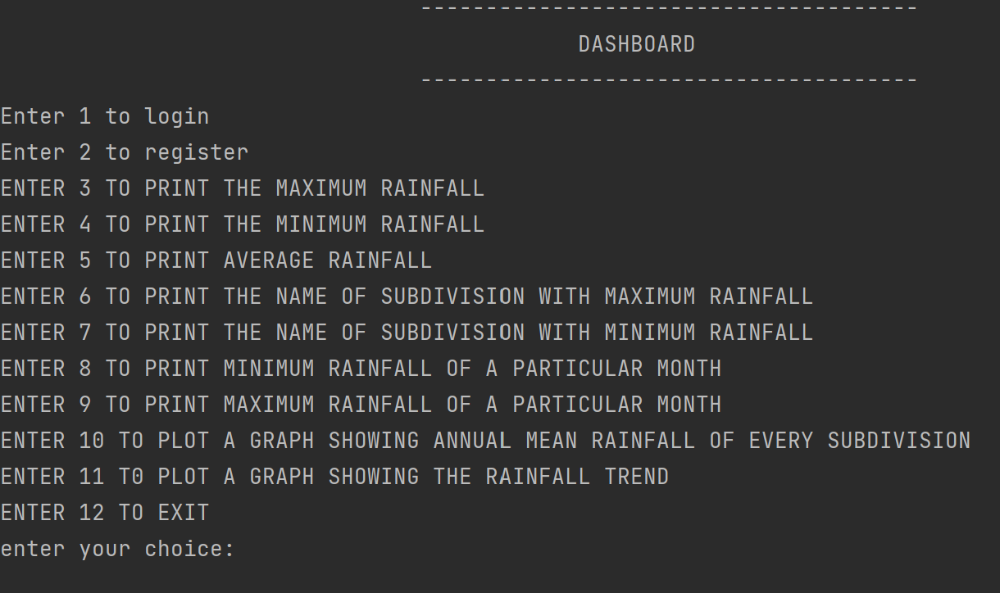 --------------------------------------
DASHBOARD
--------------------------------------
Enter 1 to login
Enter 2 to register
ENTER 3 TO PRINT THE MAXIMUM RAINFALL
ENTER 4 TO PRINT THE MINIMUM RAINFALL
ENTER 5 TO PRINT AVERAGE RAINFALL
ENTER 6 TO PRINT THE NAME OF SUBDIVISION WITH MAXIMUM RAINFALL
ENTER 7 TO PRINT THE NAME OF SUBDIVISION WITH MINIMUM RAINFALL
ENTER 8 TO PRINT MINIMUM RAINFALL OF A PARTICULAR MONTH
ENTER 9 TO PRINT MAXIMUM RAINFALL OF A PARTICULAR MONTH
ENTER 10 TO PLOT A GRAPH SHOWING ANNUAL MEAN RAINFALL OF EVERY SUBDIVISION
ENTER 11 T0 PLOT A GRAPH SHOWING THE RAINFALL TREND
ENTER 12 TO EXIT
enter your choice: